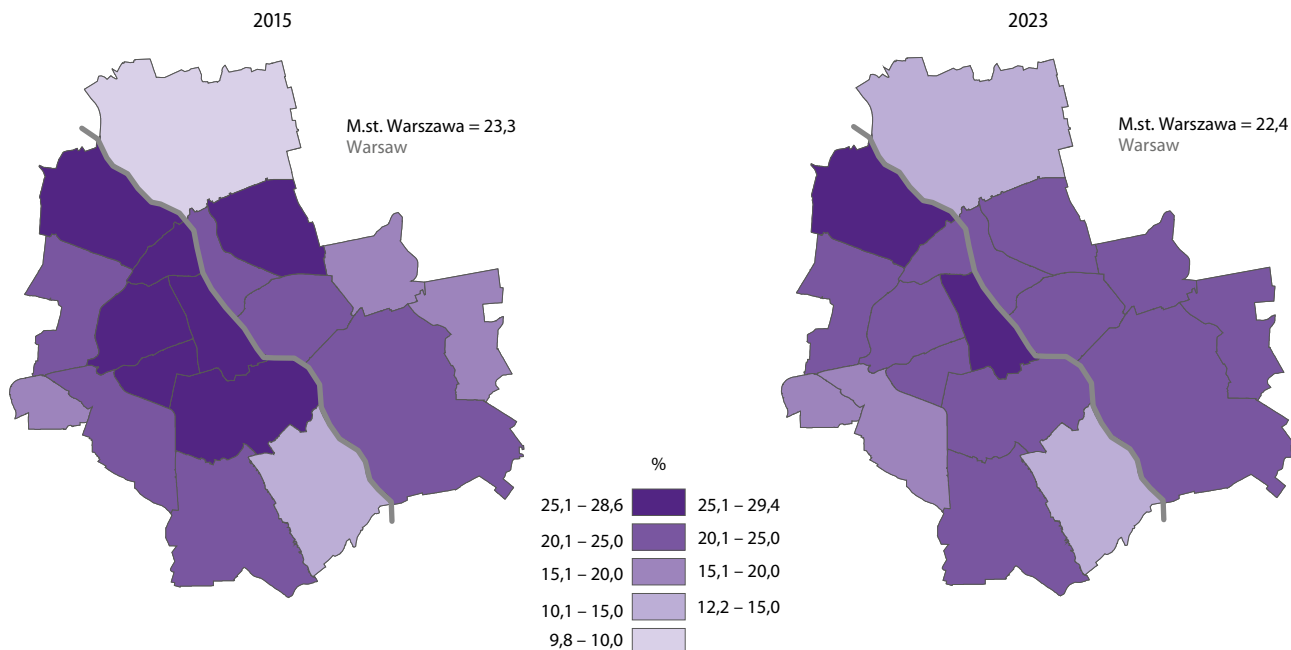 2015
2023
M.st. Warszawa = 23,3
Warsaw
M.st. Warszawa = 22,4
Warsaw
%
25,1 – 28,6 25,1 – 29,4
20,1 – 25,0 20,1 – 25,0
15,1 – 20,0 15,1 – 20,0
10,1 – 15,0 12,2 – 15,0
9,8 – 10,0